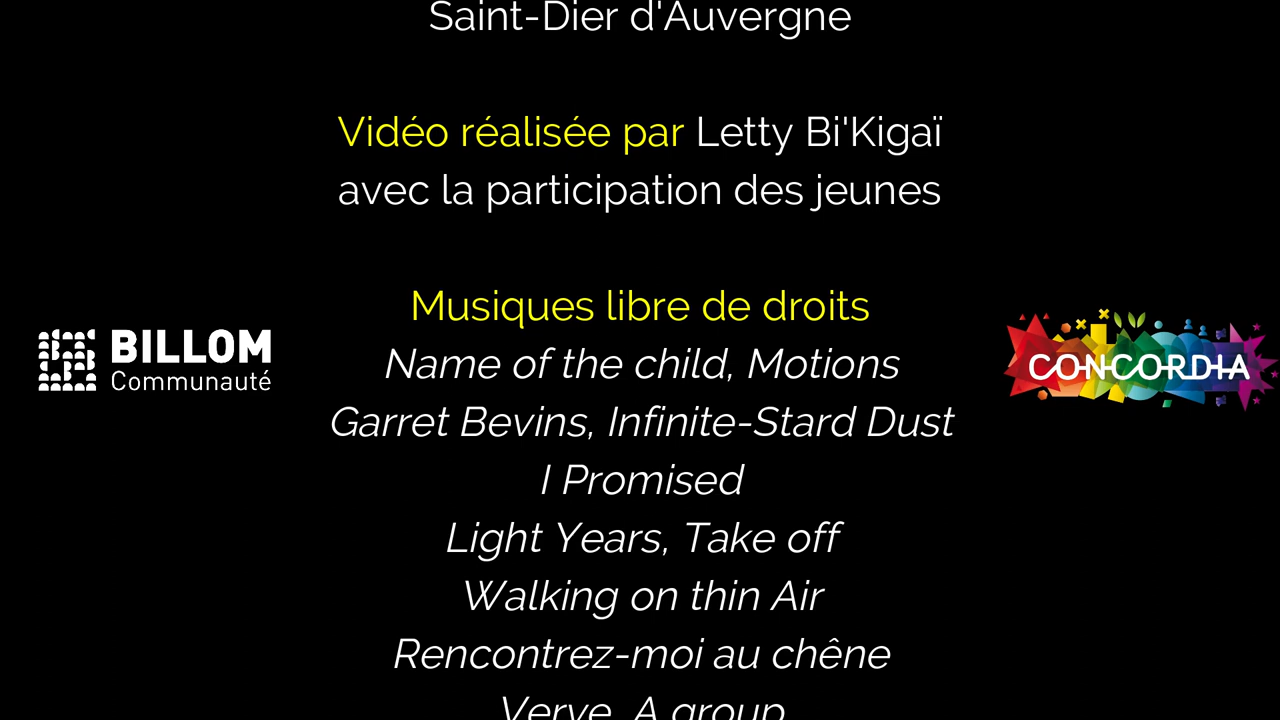 Saint-Dier d'Auvergne
Vidéo réalisée par Letty Bi'Kigaï
avec la participation des jeunes
Musiques libre de droits
BILLOM
Communauté
CONCORDIA
Name of the child, Motions
Garret Bevins, Infinite-Stard Dust
I Promised
Light Years, Take off
Walking on thin Air
Rencontrez-moi au chêne
Verve, A group